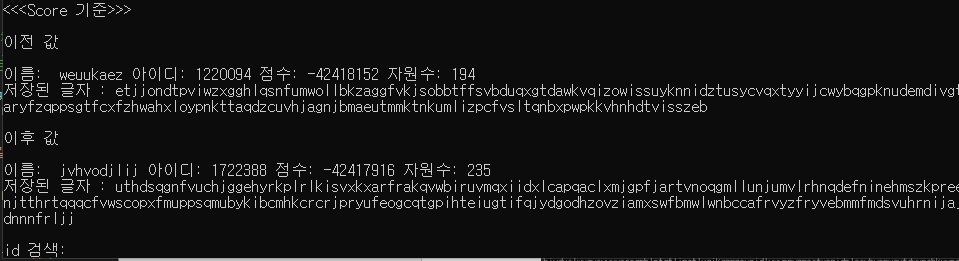 <<<Score 기준>>>
이전 값
이름:  weuukaez 아이디: 1220094 점수: -42418152 자원수: 194
저장된 글자 : etjjondtpviwzxgghlqsnfumwollbkzaggfvkjsobbtffsvbduqxgtdawkvqizowissuyknnidztusycvqxtyyijcwybqgpknudemdivgt
aryfzqppsgtfcxfzhwahxloypnkttaqdzcuvhjagnjbmaeutmmktnkumlizpcfvsltqnbxpwpkkvhnhdtvisszeb
이후 값
이름:  jvhvodjlij 아이디: 1722388 점수: -42417916 자원수: 235
저장된 글자 : uthdsqgnfvuchjggehyrkplrlkisvxkxarfrakqvwbiruvmqxiidxlcapqaclxmjgpfjartvnoqgmllunjumvlrhnqdefninehmszkpree
njtthrtqqqcfvwscopxfmuppsqmubykibcmhkcrcrjpryufeogcqtgpihteiugtifqjydgodhzovziamxswfbmwlwnbccafrvyzfryvebmmfmdsvuhrnija
dnnnfrljj
id 검색: